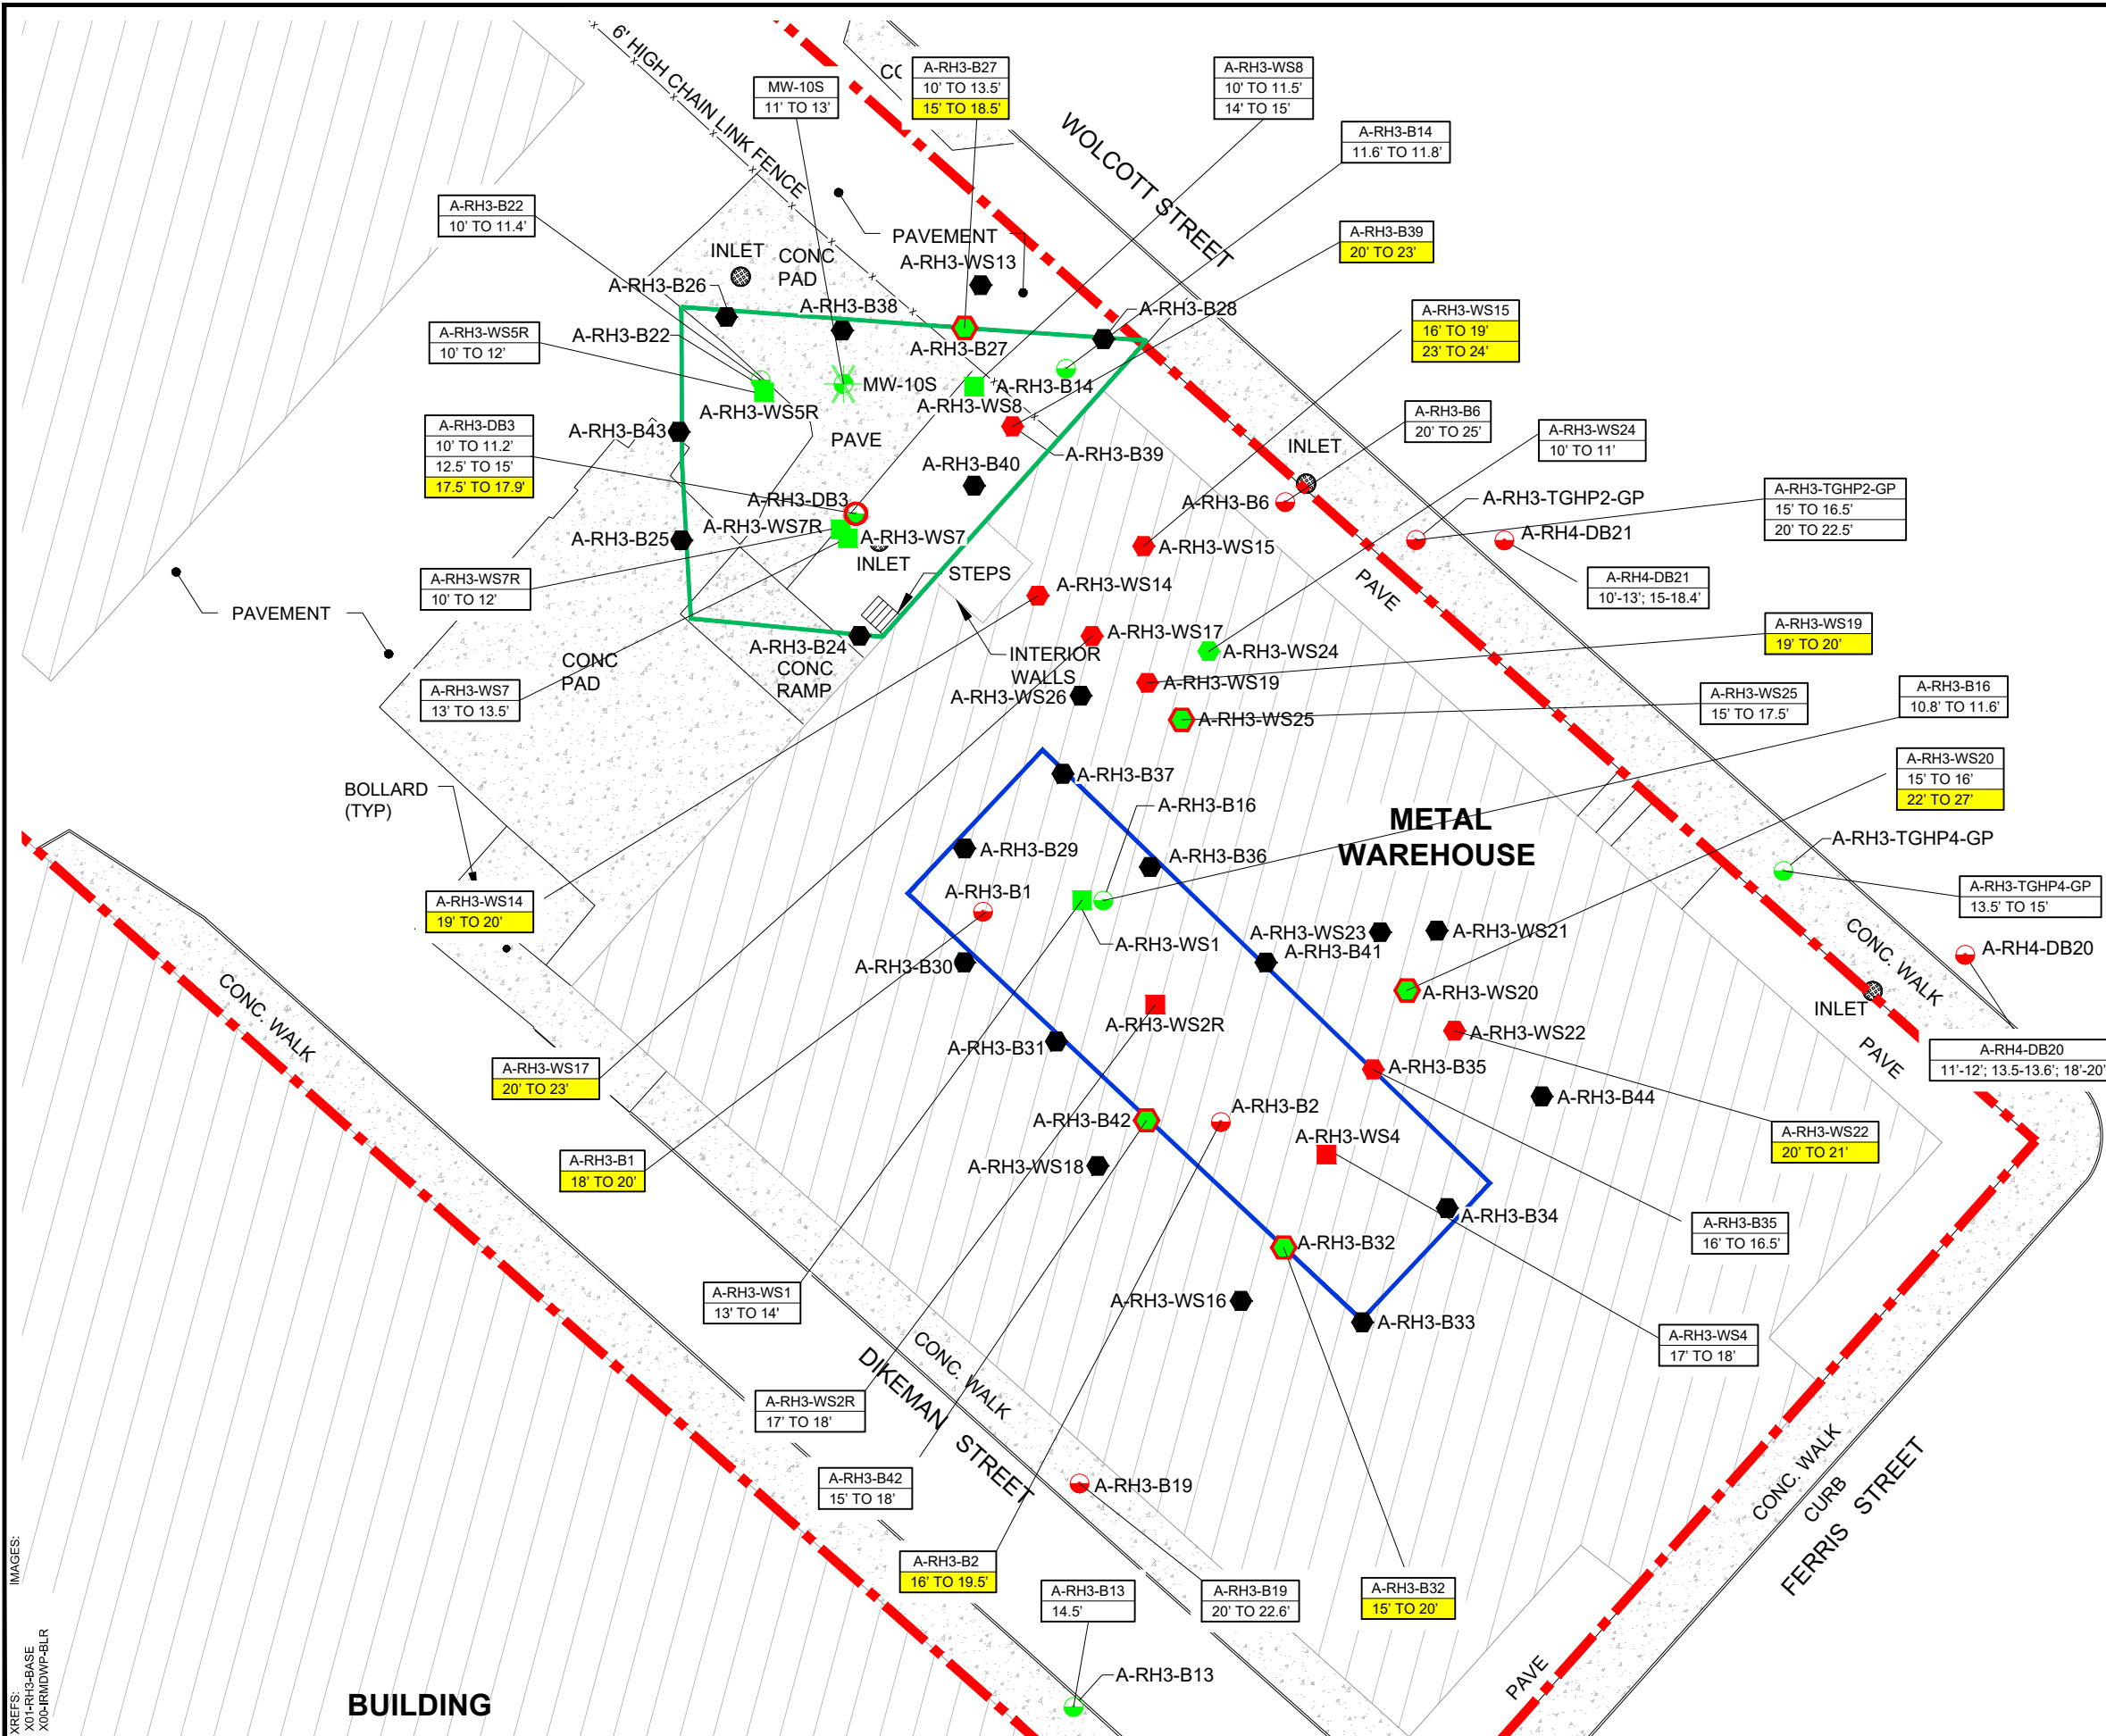 6' HIGH CHAIN LINK FENCE
MW-10S
11' TO 13'
A-RH3-B27
10' TO 13.5'
15' TO 18.5'
A-RH3-WS8
10' TO 11.5'
14' TO 15'
A-RH3-B14
11.6' TO 11.8'
WOLCOTT STREET
A-RH3-B22
10' TO 11.4'
A-RH3-B39
20' TO 23'
PAVEMENT
INLET
CONC
PAD
A-RH3-WS13
A-RH3-B26
A-RH3-B38
A-RH3-B28
A-RH3-WS15
16' TO 19'
23' TO 24'
A-RH3-WS5R
10' TO 12'
A-RH3-B22
A-RH3-B27
MW-10S
A-RH3-B14
A-RH3-WS8
A-RH3-WS5R
A-RH3-B6
20' TO 25'
A-RH3-DB3
10' TO 11.2'
12.5' TO 15'
17.5' TO 17.9'
A-RH3-B43
PAVE
A-RH3-WS24
10' TO 11'
INLET
A-RH3-B39
A-RH3-B40
A-RH3-DB3
A-RH3-B6
A-RH3-TGHP2-GP
A-RH3-TGHP2-GP
15' TO 16.5'
20' TO 22.5'
A-RH3-WS7R
A-RH3-WS7
A-RH3-B25
A-RH4-DB21
A-RH3-WS15
INLET
STEPS
A-RH3-WS7R
10' TO 12'
A-RH3-WS14
PAVE
A-RH4-DB21
10'-13'; 15-18.4'
PAVEMENT
A-RH3-WS19
19' TO 20'
A-RH3-WS17
A-RH3-B24
INTERIOR
WALLS
A-RH3-WS24
CONC
PAD
CONC
RAMP
A-RH3-WS7
13' TO 13.5'
A-RH3-WS19
A-RH3-WS26
A-RH3-WS25
15' TO 17.5'
A-RH3-B16
10.8' TO 11.6'
A-RH3-WS25
A-RH3-WS20
15' TO 16'
22' TO 27'
A-RH3-B37
BOLLARD
(TYP)
A-RH3-B16
METAL
WAREHOUSE
A-RH3-B29
A-RH3-B36
A-RH3-TGHP4-GP
A-RH3-B1
A-RH3-TGHP4-GP
13.5' TO 15'
A-RH3-WS14
19' TO 20'
A-RH3-WS1
A-RH3-WS23
A-RH3-WS21
A-RH3-B41
CONC. WALK
A-RH4-DB20
A-RH3-B30
A-RH3-WS20
INLET
CONC. WALK
A-RH3-WS2R
A-RH3-WS22
A-RH3-B31
PAVE
A-RH4-DB20
11'-12'; 13.5-13.6'; 18'-20'
A-RH3-WS17
20' TO 23'
A-RH3-B35
A-RH3-B44
A-RH3-B42
A-RH3-B2
A-RH3-WS4
A-RH3-WS22
20' TO 21'
A-RH3-B1
18' TO 20'
A-RH3-WS18
A-RH3-B34
A-RH3-B35
16' TO 16.5'
A-RH3-B32
A-RH3-WS1
13' TO 14'
A-RH3-WS16
A-RH3-B33
A-RH3-WS4
17' TO 18'
CONC. WALK
DIKEMAN STREET
A-RH3-WS2R
17' TO 18'
A-RH3-B42
15' TO 18'
A-RH3-B19
CONC. WALK
CURB
FERRIS STREET
A-RH3-B2
16' TO 19.5'
A-RH3-B13
14.5'
A-RH3-B19
20' TO 22.6'
A-RH3-B32
15' TO 20'
A-RH3-B13
PAVE
BUILDING
IMAGES:
XREFS:
X01-RH3-BASE
X00-IRMDWP-BLR